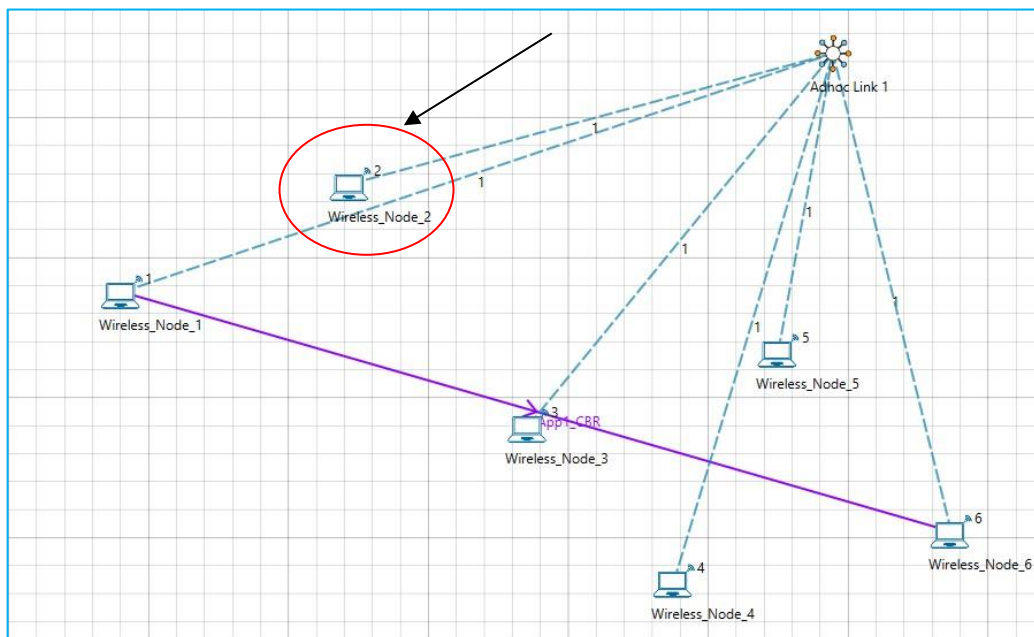 Adhoc Link 1
1
2
1
Wireless_Node_2
1
1
1
Wireless_Node_1
1
1
5
Wireless_Node_5
3
App1_CBR
Wireless_Node_3
6
Wireless_Node_6
4
Wireless_Node_4